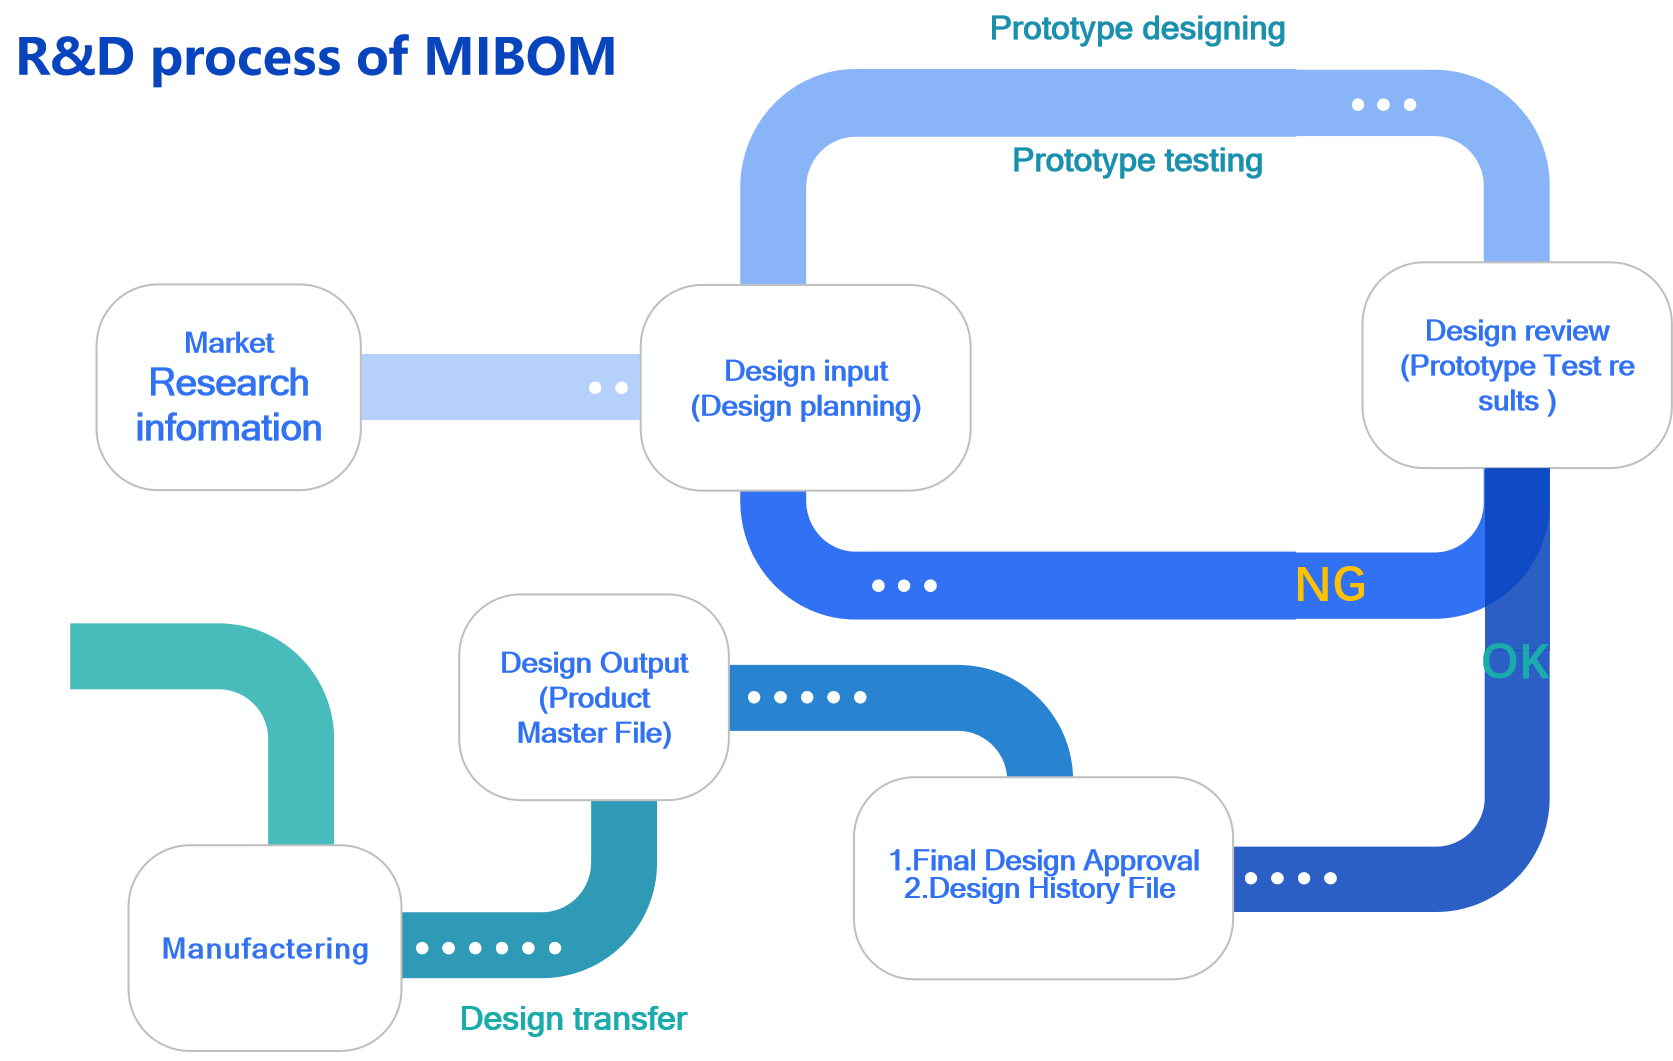 R&D process of MIBOM
Prototype designing
Prototype testing
Market
Research
information
Design input
(Design planning)
Design review
(Prototype Test re
sults )
NG
OK
Design Output
(Product
Master File)
1.Final Design Approval
2.Design History File
Manufactering
Design transfer